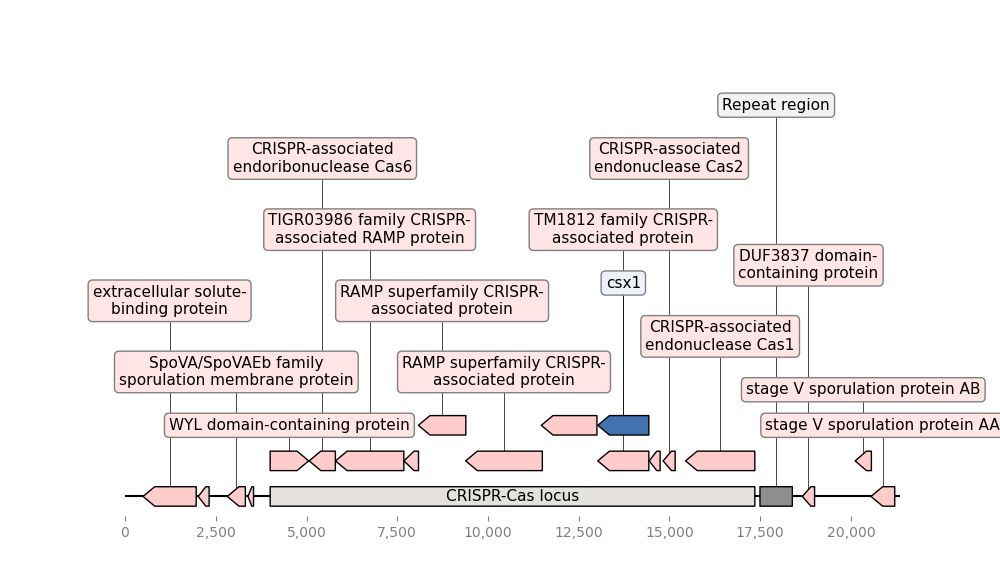 Repeat region
CRISPR-associated
endoribonuclease Cas6
CRISPR-associated
endonuclease Cas2
TIGR03986 family CRISPR-
associated RAMP protein
TM1812 family CRISPR-
associated protein
DUF3837 domain-
containing protein
csx1
extracellular solute-
binding protein
RAMP superfamily CRISPR-
associated protein
CRISPR-associated
endonuclease Cas1
SpoVA/SpoVAEb family
sporulation membrane protein
RAMP superfamily CRISPR-
associated protein
stage V sporulation protein AB
WYL domain-containing protein
stage V sporulation protein AA
CRISPR-Cas locus
0 2,500 5,000 7,500 10,000 12,500 15,000 17,500 20,000